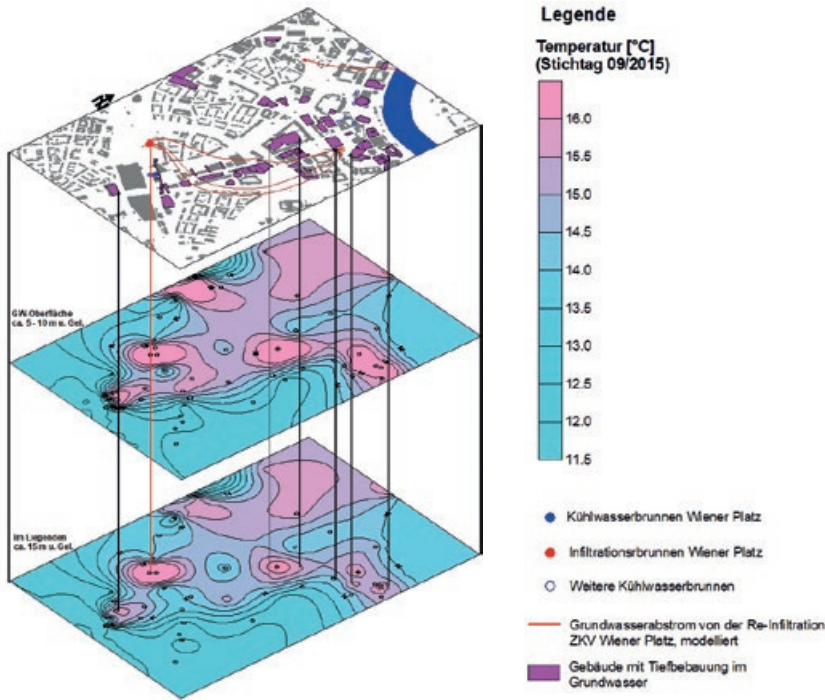 Legende
Temperatur [°C]
(Stichtag 09/2015)
16.0
15.5
15.0
14.5
14.0
13.5
13.0
12.5
12.0
11.5
N
GW-Oberfläche
ca. 5 - 10 m u. Gel.
Im Liegenden
ca. 15 m u. Gel.
Kühlwasserbrunnen Wiener Platz
Infiltrationsbrunnen Wiener Platz
Weitere Kühlwasserbrunnen
Grundwasserabstrom von der Re-Infiltration
ZKV Wiener Platz, modelliert
Gebäude mit Tiefbebauung im
Grundwasser